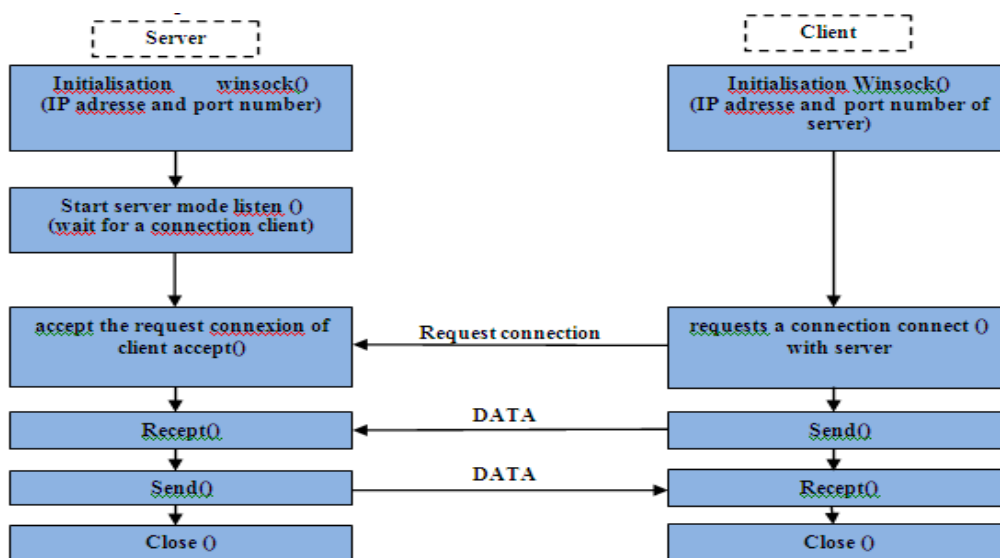 Server
Initialisation winsock()
(IP adresse and port number)
Start server mode listen ()
(wait for a connection client)
accept the request connexion of
client accept()
Recept()
Send()
Close ()
Request connection
DATA
DATA
Client
Initialisation Winsock()
(IP adresse and port number of
server)
requests a connection connect ()
with server
Send()
Recept()
Close ()